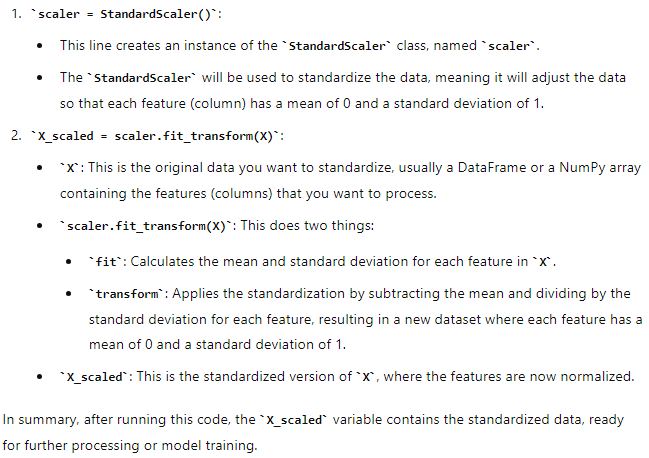 1. `scaler = StandardScaler()`:
• This line creates an instance of the `StandardScaler` class, named `scaler`.
• The `StandardScaler` will be used to standardize the data, meaning it will adjust the data
so that each feature (column) has a mean of 0 and a standard deviation of 1.
2. `X_scaled = scaler.fit_transform(X)`:
• `X`: This is the original data you want to standardize, usually a DataFrame or a NumPy array
containing the features (columns) that you want to process.
• `scaler.fit_transform(X)`: This does two things:
• `fit`: Calculates the mean and standard deviation for each feature in `X`.
• `transform`: Applies the standardization by subtracting the mean and dividing by the
standard deviation for each feature, resulting in a new dataset where each feature has a
mean of 0 and a standard deviation of 1.
• `X_scaled`: This is the standardized version of `X`, where the features are now normalized.
In summary, after running this code, the `X_scaled` variable contains the standardized data, ready
for further processing or model training.